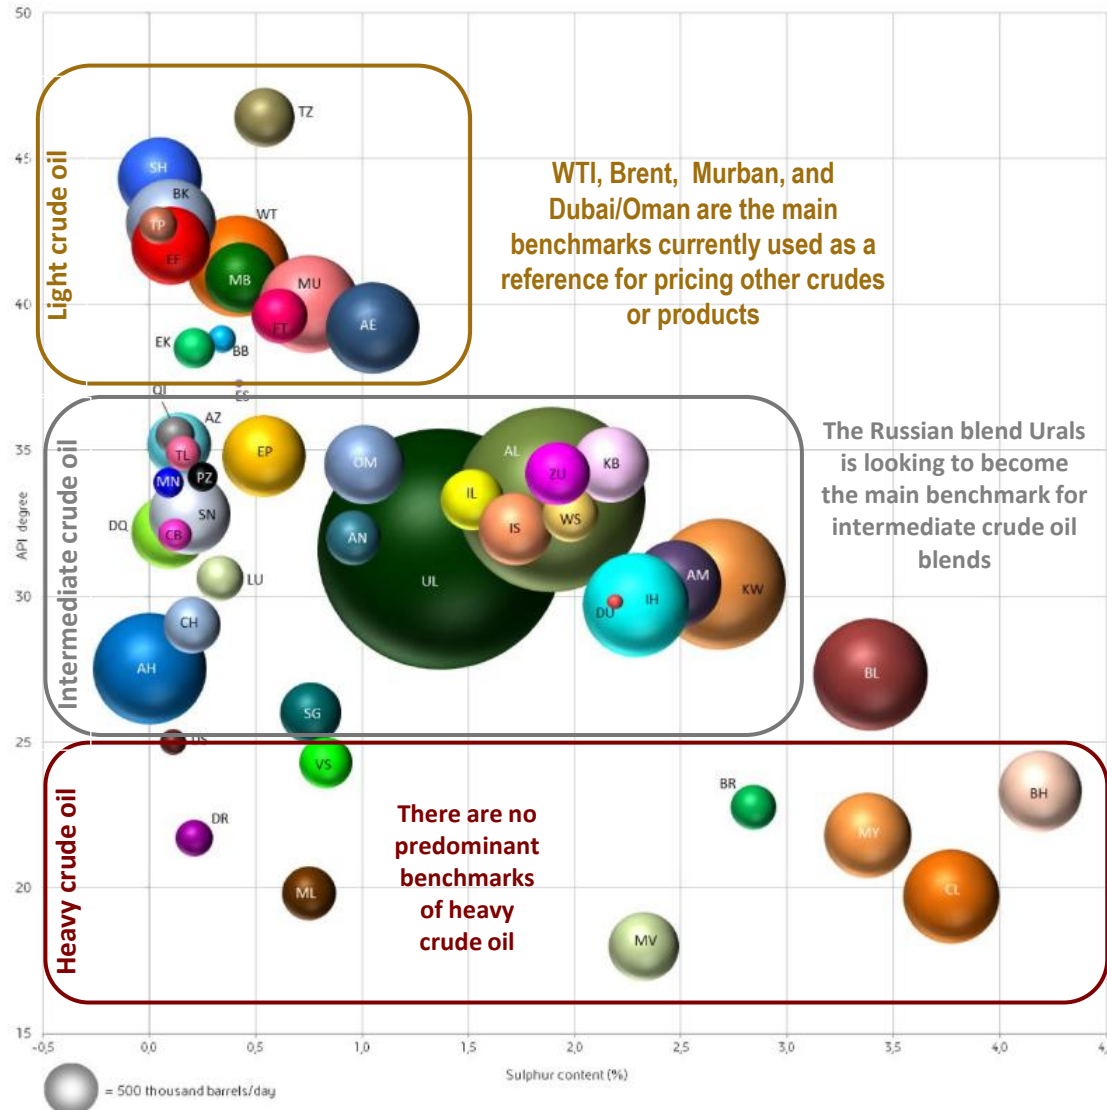 50
45
40
35
30
25
20
15
API degree
Light crude oil
TZ
SH
BK
TP
EF
WT
MB
MU
FT
AE
EK
BB
ES
WTI, Brent, Murban, and
Dubai/Oman are the main
benchmarks currently used as a
reference for pricing other crudes
or products
Intermediate crude oil
QI
AZ
TL
MN
PZ
SN
DQ
CB
LU
EP
CH
AH
OM
AN
UL
AL
IL
IS
ZU
WS
KB
DU
IH
AM
KW
SG
BL
The Russian blend Urals
is looking to become
the main benchmark for
intermediate crude oil
blends
Heavy crude oil
VS
DR
ML
BR
MV
MY
CL
BH
There are no
predominant
benchmarks
of heavy
crude oil
-0,5
0,0
0,5
1,0
1,5
2,0
2,5
3,0
3,5
4,0
Sulphur content (%)
= 500 thousand barrels/day